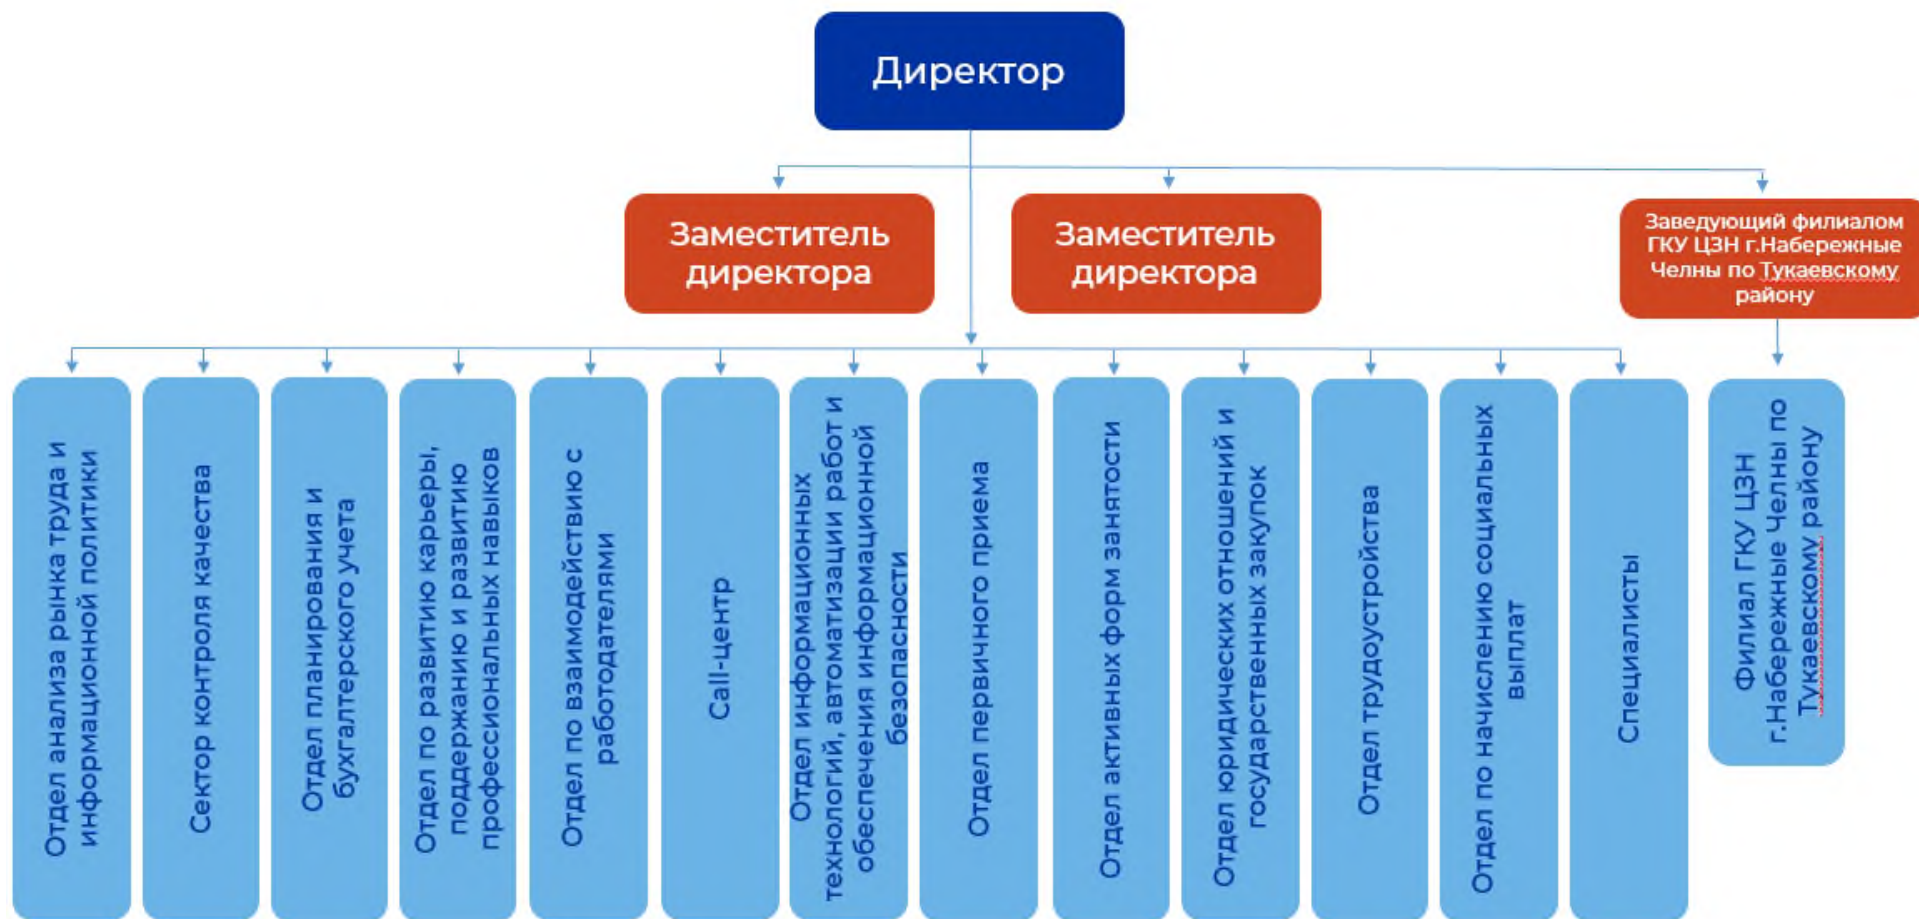 Директор
Заместитель
директора
Заместитель
директора
Заведующий филиалом
ГКУ ЦЗН г.Набережные
Челны по Тукаевскому
району
Отдел анализа рынка труда и
информационной политики
Сектор контроля качества
Отдел планирования и
бухгалтерского учета
Отдел по развитию карьеры,
поддержанию и развитию
профессиональных навыков
Отдел по взаимодействию с
работодателями
Call-центр
Отдел информационных
технологий, автоматизации работ и
обеспечения информационной
безопасности
Отдел первичного приема
Отдел активных форм занятости
Отдел юридических отношений и
государственных закупок
Отдел трудоустройства
Отдел по начислению социальных
выплат
Специалисты
Филиал ГКУ ЦЗН
г.Набережные Челны по
Тукаевскому району